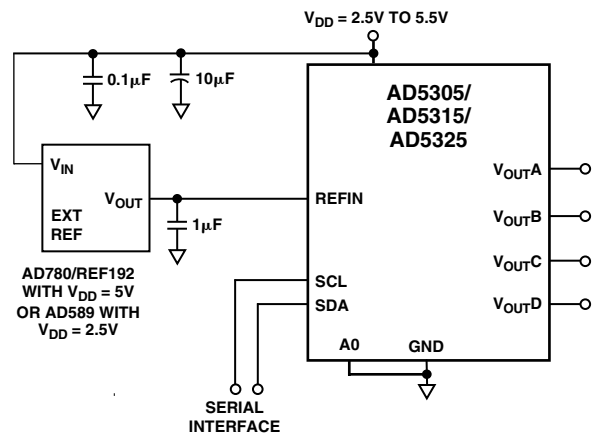 V_DD = 2.5V TO 5.5V
0.1μF
10μF
AD5305/
AD5315/
AD5325
V_IN
V_OUT
EXT
REF
1μF
REFIN
V_OUTA
V_OUTB
V_OUTC
V_OUTD
AD780/REF192
WITH V_DD = 5V
OR AD589 WITH
V_DD = 2.5V
SCL
SDA
A0
GND
SERIAL
INTERFACE